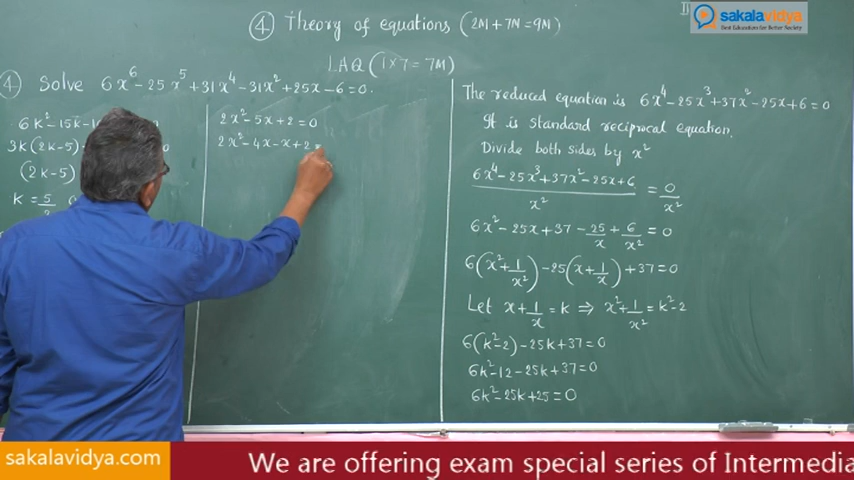 ④ Theory of equations (2M + 7M = 9M)
sakalavidya
Best Education for Better Society
LAQ (1 × 7 = 7M)
④ Solve 6x⁶ - 25x⁵ + 31x⁴ - 31x² + 25x - 6 = 0.
6k² - 15k - 1
3k(2k-5)
(2k-5)
k = 5/2
2x² - 5x + 2 = 0
2x² - 4x - x + 2 =
The reduced equation is 6x⁴ - 25x³ + 37x² - 25x + 6 = 0
It is standard reciprocal equation.
Divide both sides by x²
(6x⁴ - 25x³ + 37x² - 25x + 6)/x² = 0/x²
6x² - 25x + 37 - 25/x + 6/x² = 0
6(x² + 1/x²) - 25(x + 1/x) + 37 = 0
Let x + 1/x = k ⇒ x² + 1/x² = k² - 2
6(k² - 2) - 25k + 37 = 0
6k² - 12 - 25k + 37 = 0
6k² - 25k + 25 = 0
sakalavidya.com
We are offering exam special series of Intermedia